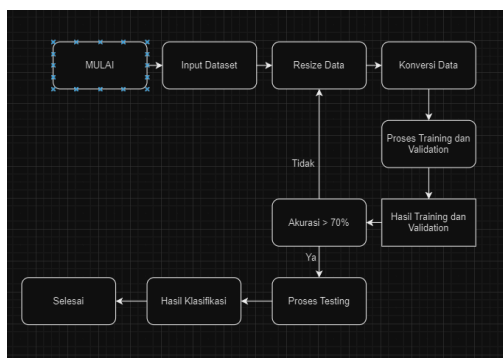 MULAI
Input Dataset
Resize Data
Konversi Data
Proses Training dan
Validation
Tidak
Akurasi > 70%
Hasil Training dan
Validation
Ya
Selesai
Hasil Klasifikasi
Proses Testing